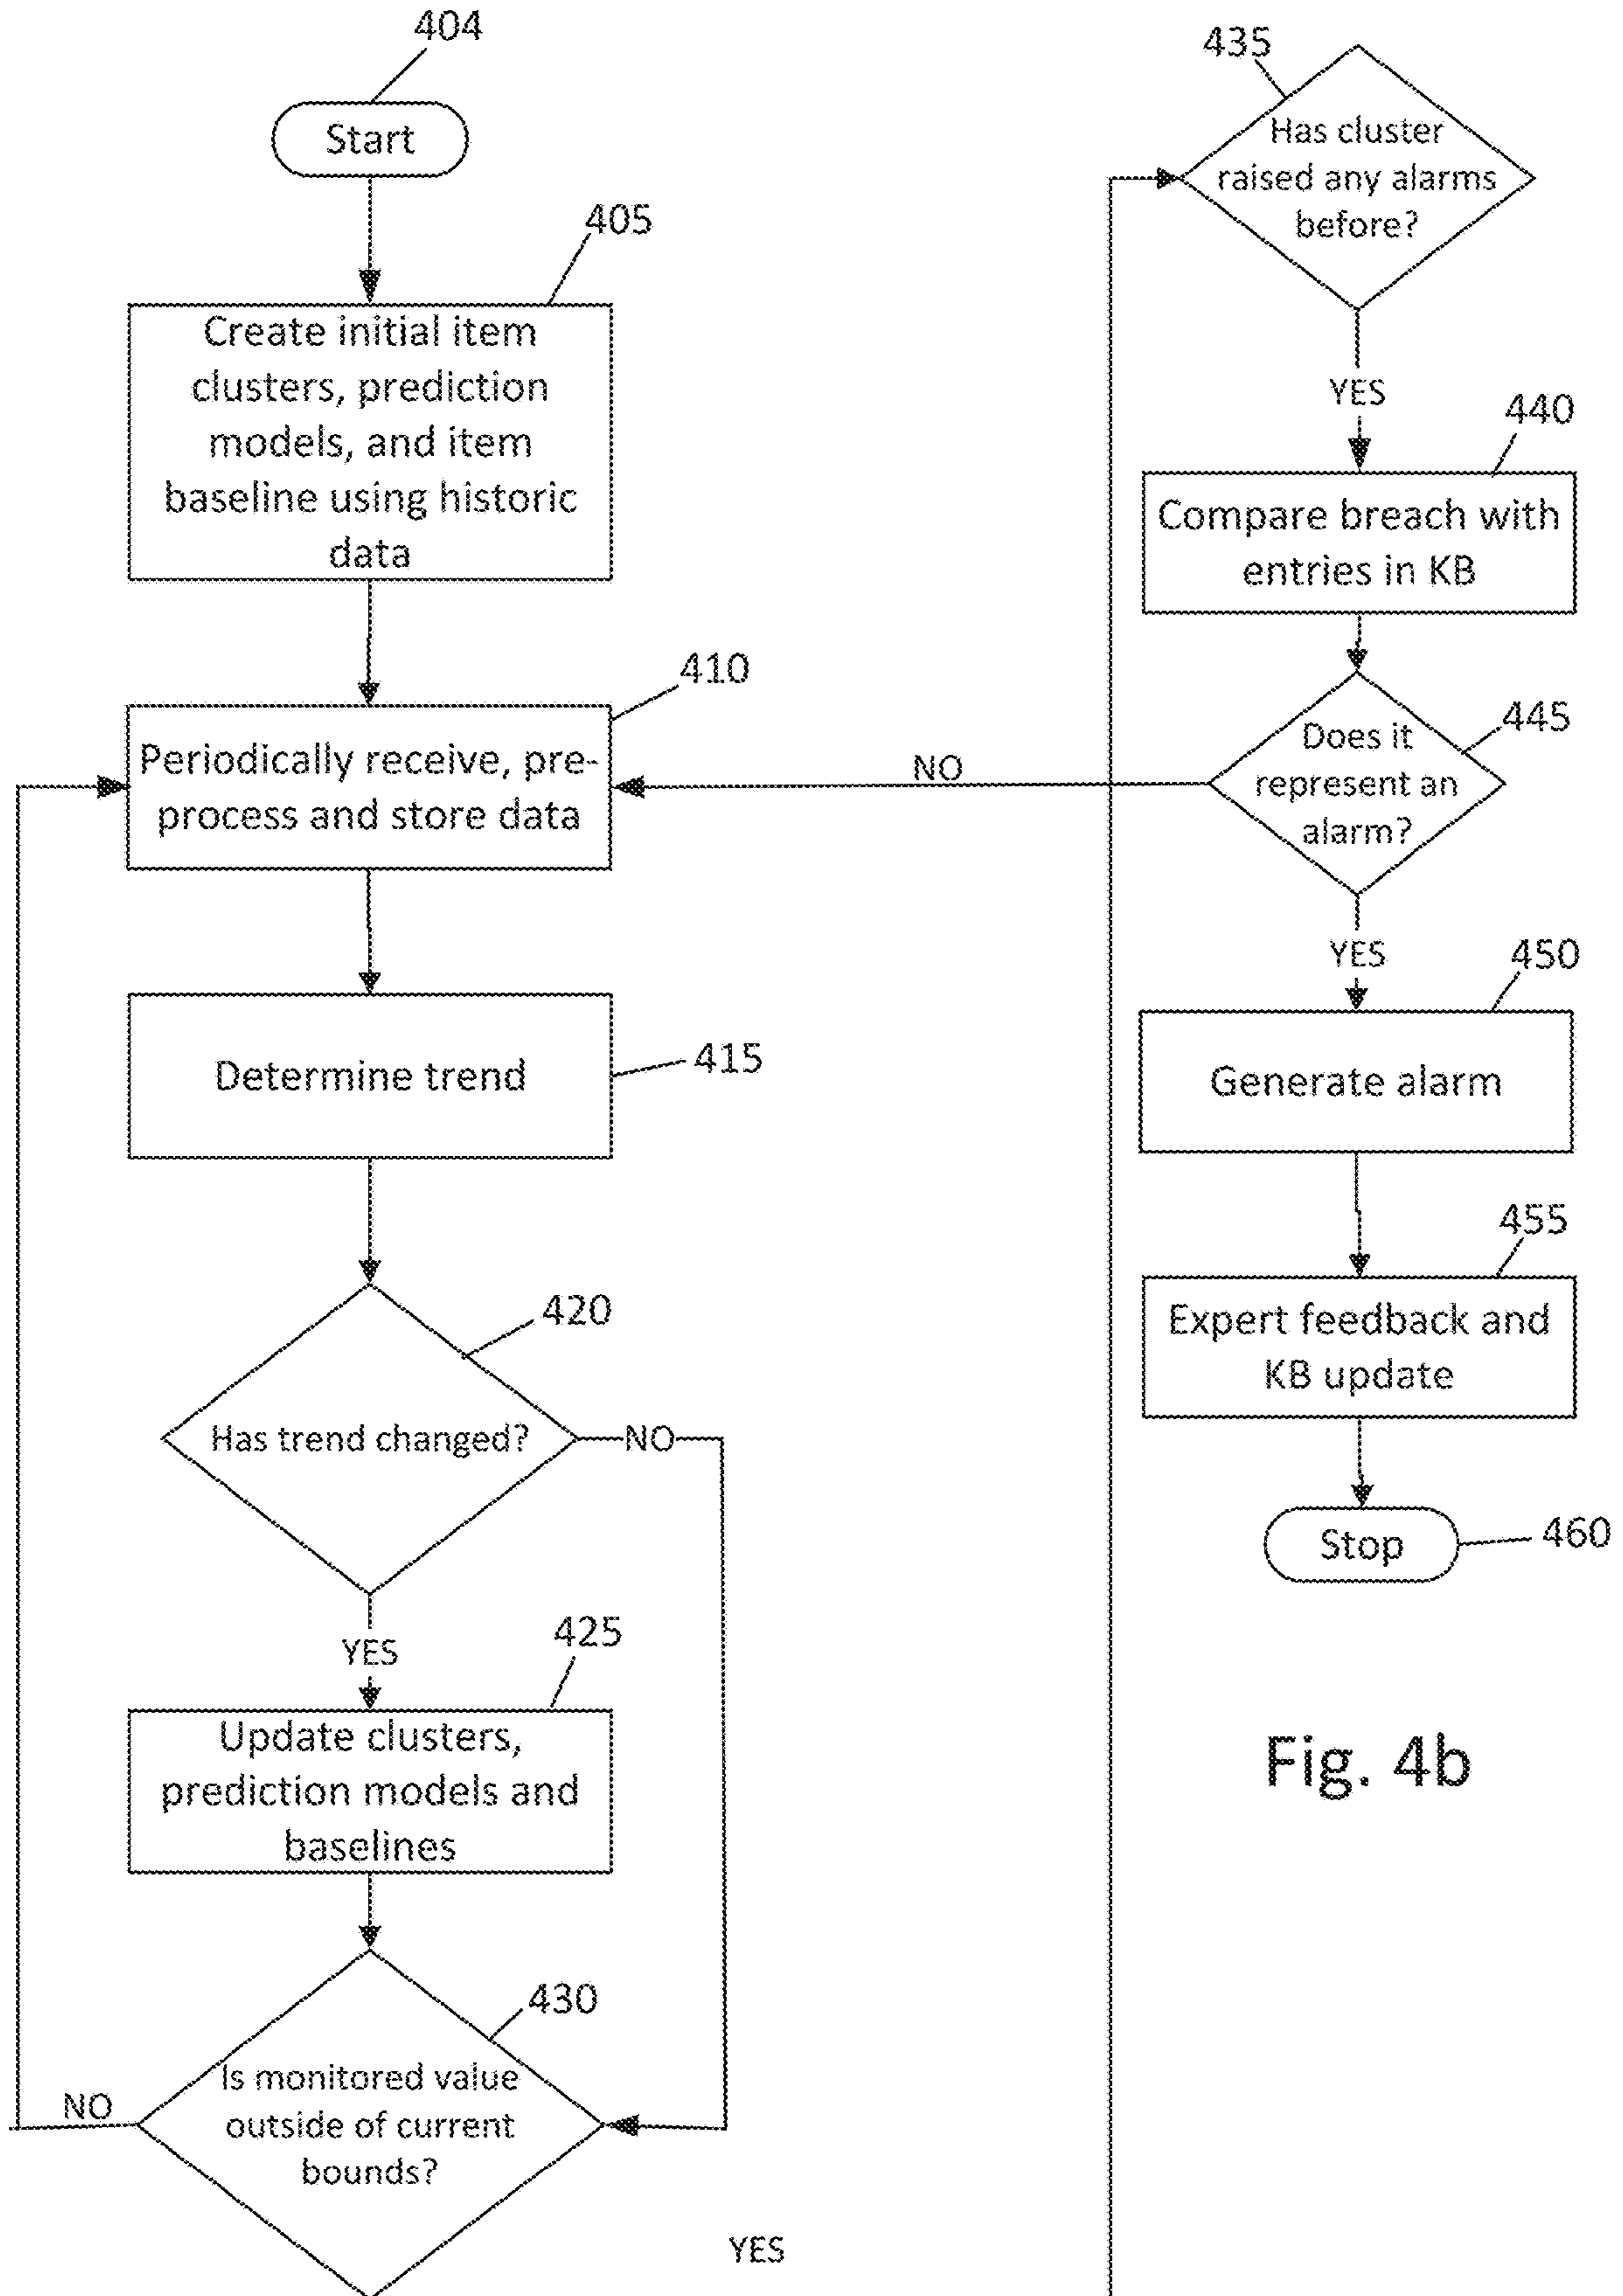 404
Start
405
Create initial item
clusters, prediction
models, and item
baseline using historic
data
410
Periodically receive, pre-
process and store data
415
Determine trend
420
Has trend changed?
NO
YES
425
Update clusters,
prediction models and
baselines
430
Is monitored value
outside of current
bounds?
NO
YES
435
Has cluster
raised any alarms
before?
YES
440
Compare breach with
entries in KB
445
Does it
represent an
alarm?
NO
YES
450
Generate alarm
455
Expert feedback and
KB update
Stop
460
Fig. 4b